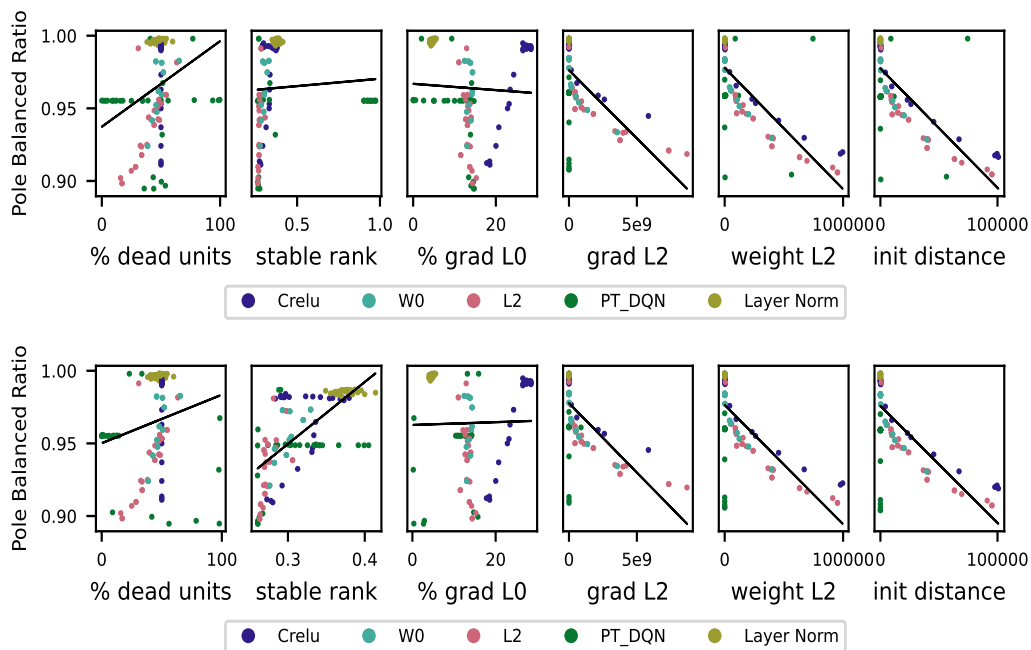 Pole Balanced Ratio
1.00
0.95
0.90
0 100 0.5 1.0 0 20 0 5e9 0 1000000 0 100000
% dead units stable rank % grad L0 grad L2 weight L2 init distance
Crelu W0 L2 PT_DQN Layer Norm
Pole Balanced Ratio
1.00
0.95
0.90
0 100 0.3 0.4 0 20 0 5e9 0 1000000 0 100000
% dead units stable rank % grad L0 grad L2 weight L2 init distance
Crelu W0 L2 PT_DQN Layer Norm